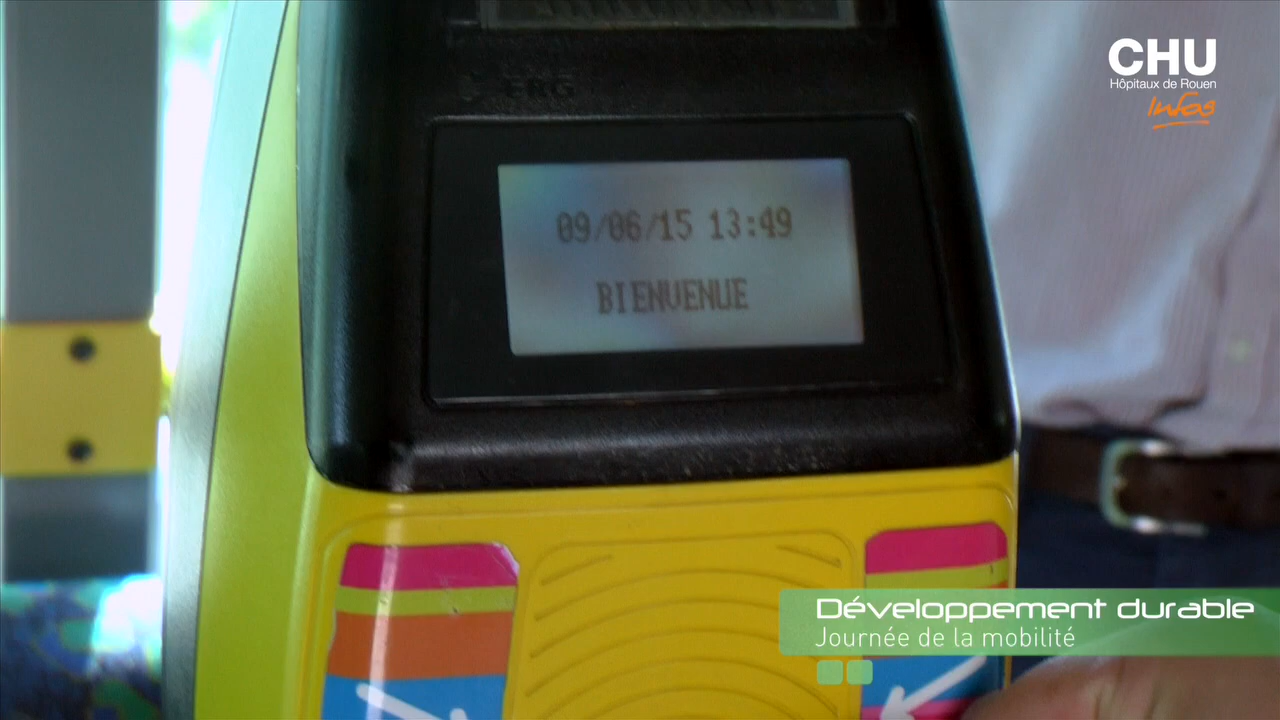 CHU
Hôpitaux de Rouen
Infos
09/06/15 13:49
BIENVENUE
Développement durable
Journée de la mobilité